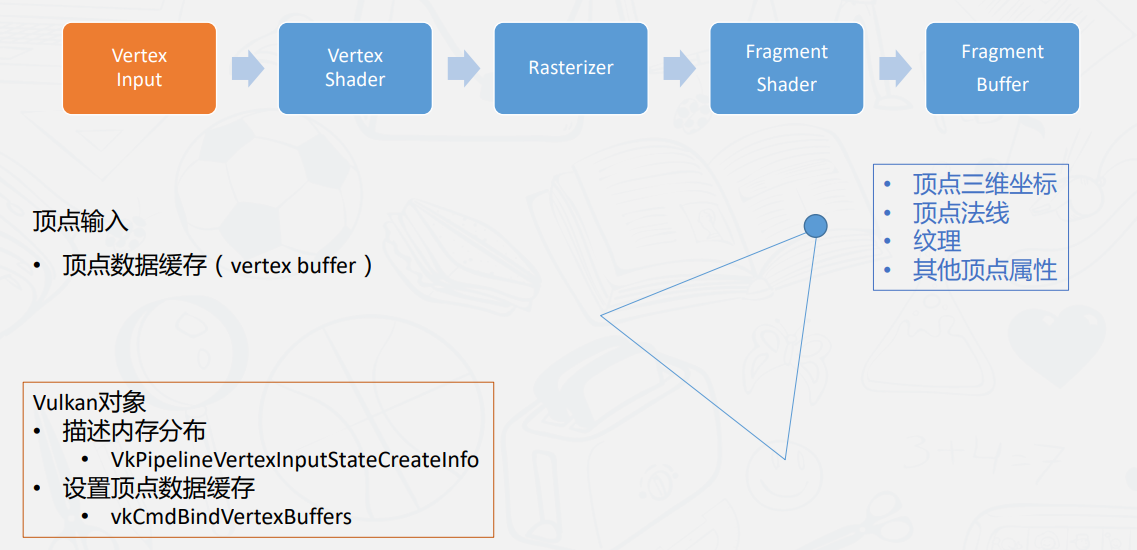 Vertex
Input
Vertex
Shader
Rasterizer
Fragment
Shader
Fragment
Buffer
顶点输入
• 顶点数据缓存（vertex buffer）
• 顶点三维坐标
• 顶点法线
• 纹理
• 其他顶点属性
Vulkan对象
• 描述内存分布
• VkPipelineVertexInputStateCreateInfo
• 设置顶点数据缓存
• vkCmdBindVertexBuffers